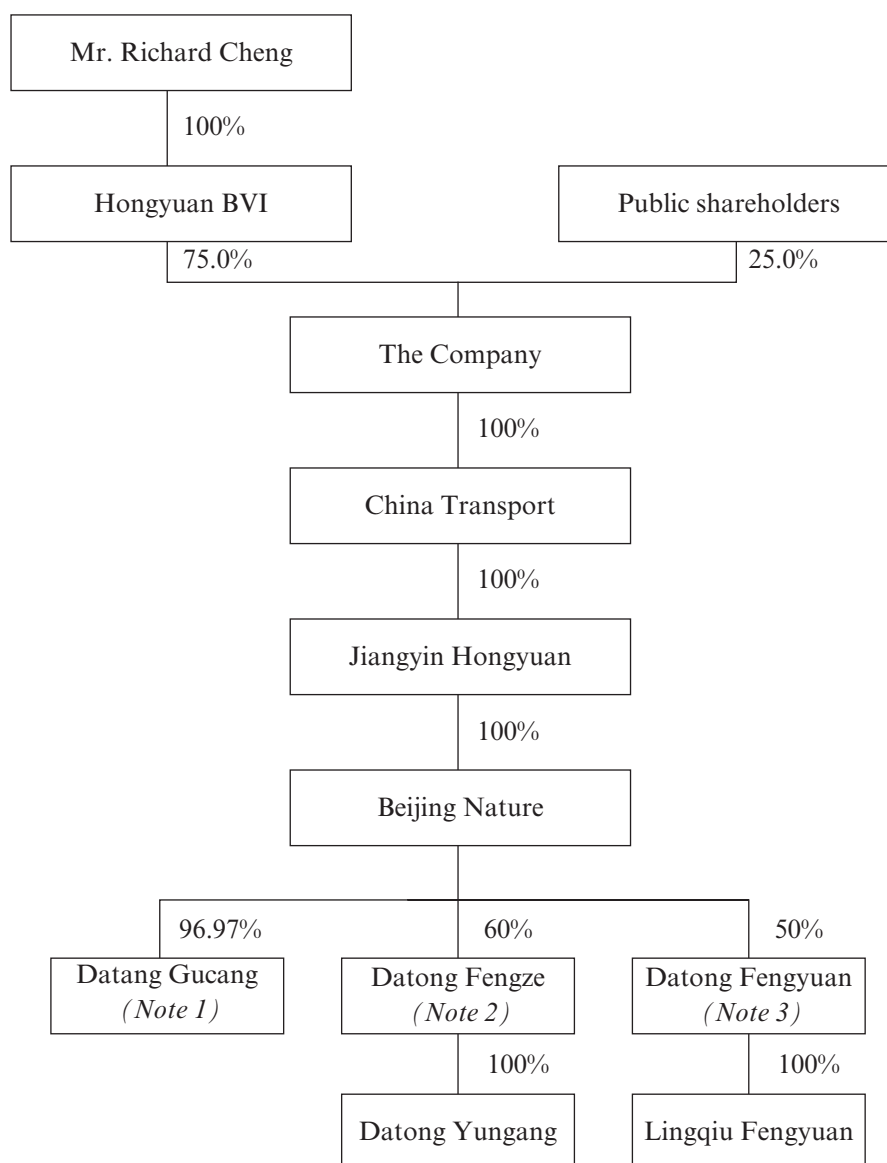 Mr. Richard Cheng
100%
Hongyuan BVI
Public shareholders
75.0%
25.0%
The Company
100%
China Transport
100%
Jiangyin Hongyuan
100%
Beijing Nature
96.97%
60%
50%
Datang Gucang
(Note 1)
Datong Fengze
(Note 2)
Datong Fengyuan
(Note 3)
100%
100%
Datong Yungang
Lingqiu Fengyuan